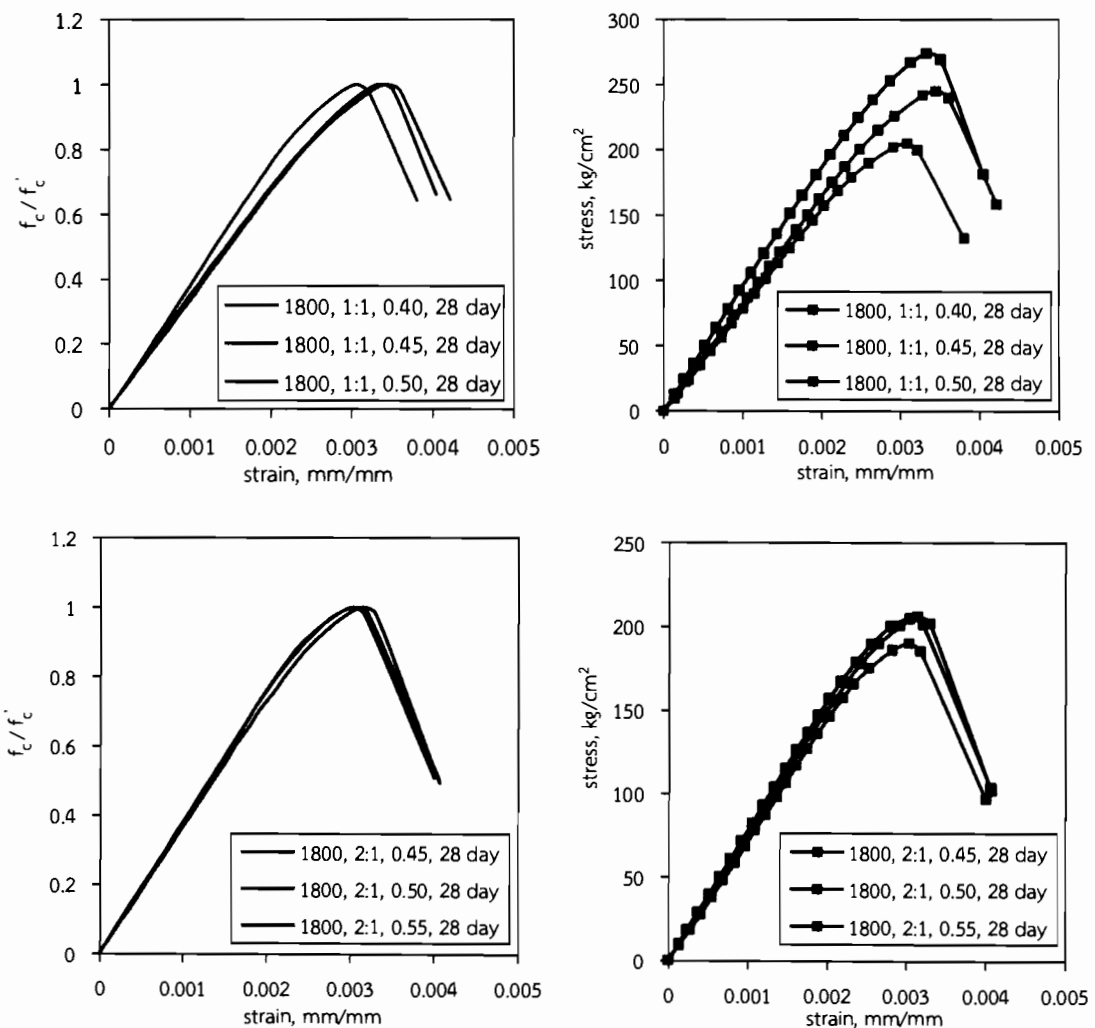 1.2
1
0.8
0.6
0.4
0.2
0
f_c / f_c'
0 0.001 0.002 0.003 0.004 0.005
strain, mm/mm
1800, 1:1, 0.40, 28 day
1800, 1:1, 0.45, 28 day
1800, 1:1, 0.50, 28 day
300
250
200
150
100
50
0
stress, kg/cm²
0 0.001 0.002 0.003 0.004 0.005
strain, mm/mm
1800, 1:1, 0.40, 28 day
1800, 1:1, 0.45, 28 day
1800, 1:1, 0.50, 28 day
1.2
1
0.8
0.6
0.4
0.2
0
f_c / f_c'
0 0.001 0.002 0.003 0.004 0.005
strain, mm/mm
1800, 2:1, 0.45, 28 day
1800, 2:1, 0.50, 28 day
1800, 2:1, 0.55, 28 day
250
200
150
100
50
0
stress, kg/cm²
0 0.001 0.002 0.003 0.004 0.005
strain, mm/mm
1800, 2:1, 0.45, 28 day
1800, 2:1, 0.50, 28 day
1800, 2:1, 0.55, 28 day